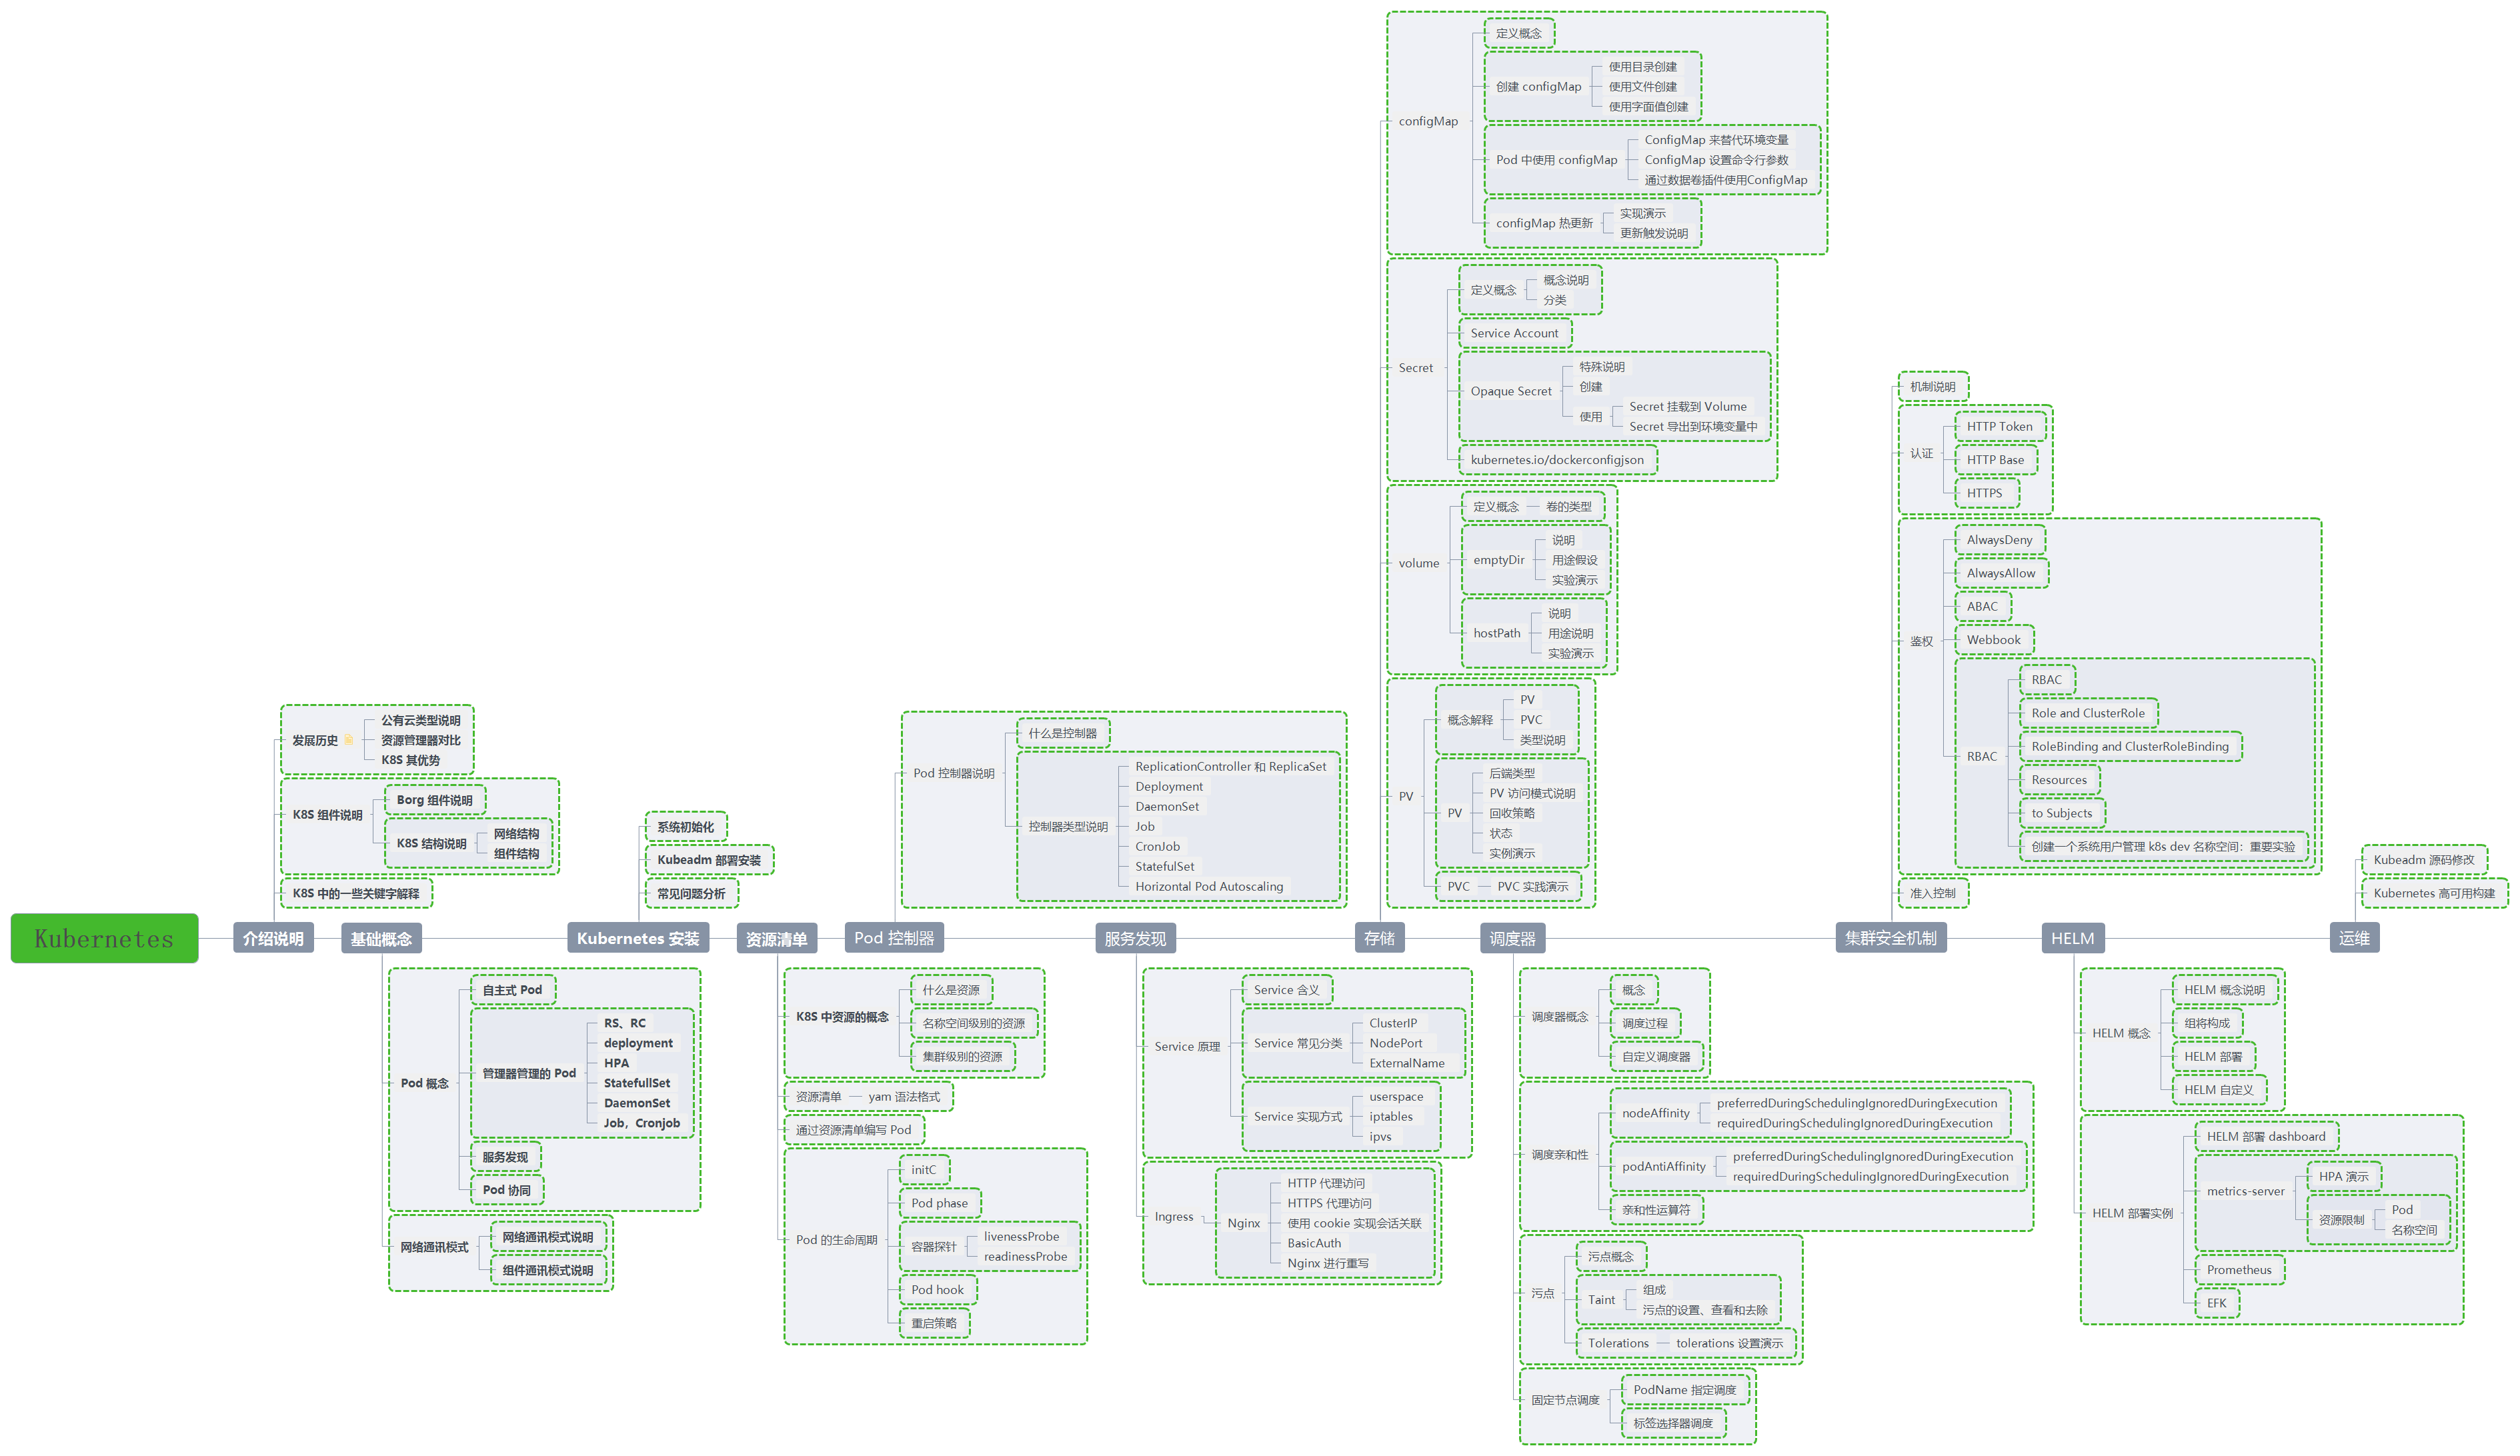 Kubernetes
介绍说明
发展历史
公有云类型说明
资源管理器对比
K8S 其优势
K8S 组件说明
Borg 组件说明
K8S 结构说明
网络结构
组件结构
K8S 中的一些关键字解释
基础概念
Pod 概念
自主式 Pod
管理器管理的 Pod
RS、RC
deployment
HPA
StatefullSet
DaemonSet
Job，Cronjob
服务发现
Pod 协同
网络通讯模式
网络通讯模式说明
组件通讯模式说明
Kubernetes 安装
系统初始化
Kubeadm 部署安装
常见问题分析
资源清单
K8S 中资源的概念
什么是资源
名称空间级别的资源
集群级别的资源
资源清单
yam 语法格式
通过资源清单编写 Pod
Pod 的生命周期
initC
Pod phase
容器探针
livenessProbe
readinessProbe
Pod hook
重启策略
Pod 控制器
Pod 控制器说明
什么是控制器
控制器类型说明
ReplicationController 和 ReplicaSet
Deployment
DaemonSet
Job
CronJob
StatefulSet
Horizontal Pod Autoscaling
服务发现
Service 原理
Service 含义
Service 常见分类
ClusterIP
NodePort
ExternalName
Service 实现方式
userspace
iptables
ipvs
Ingress
Nginx
HTTP 代理访问
HTTPS 代理访问
使用 cookie 实现会话关联
BasicAuth
Nginx 进行重写
存储
configMap
定义概念
创建 configMap
使用目录创建
使用文件创建
使用字面值创建
Pod 中使用 configMap
ConfigMap 来替代环境变量
ConfigMap 设置命令行参数
通过数据卷插件使用ConfigMap
configMap 热更新
实现演示
更新触发说明
Secret
定义概念
概念说明
分类
Service Account
Opaque Secret
特殊说明
创建
使用
Secret 挂载到 Volume
Secret 导出到环境变量中
kubernetes.io/dockerconfigjson
volume
定义概念
卷的类型
emptyDir
说明
用途假设
实验演示
hostPath
说明
用途说明
实验演示
PV
概念解释
PV
PVC
类型说明
PV
后端类型
PV 访问模式说明
回收策略
状态
实例演示
PVC
PVC 实践演示
调度器
调度器概念
概念
调度过程
自定义调度器
调度亲和性
nodeAffinity
preferredDuringSchedulingIgnoredDuringExecution
requiredDuringSchedulingIgnoredDuringExecution
podAntiAffinity
preferredDuringSchedulingIgnoredDuringExecution
requiredDuringSchedulingIgnoredDuringExecution
亲和性运算符
污点
污点概念
Taint
组成
污点的设置、查看和去除
Tolerations
tolerations 设置演示
固定节点调度
PodName 指定调度
标签选择器调度
集群安全机制
机制说明
认证
HTTP Token
HTTP Base
HTTPS
鉴权
AlwaysDeny
AlwaysAllow
ABAC
Webbook
RBAC
RBAC
Role and ClusterRole
RoleBinding and ClusterRoleBinding
Resources
to Subjects
创建一个系统用户管理 k8s dev 名称空间：重要实验
准入控制
HELM
HELM 概念
HELM 概念说明
组将构成
HELM 部署
HELM 自定义
HELM 部署实例
HELM 部署 dashboard
metrics-server
HPA 演示
资源限制
Pod
名称空间
Prometheus
EFK
运维
Kubeadm 源码修改
Kubernetes 高可用构建